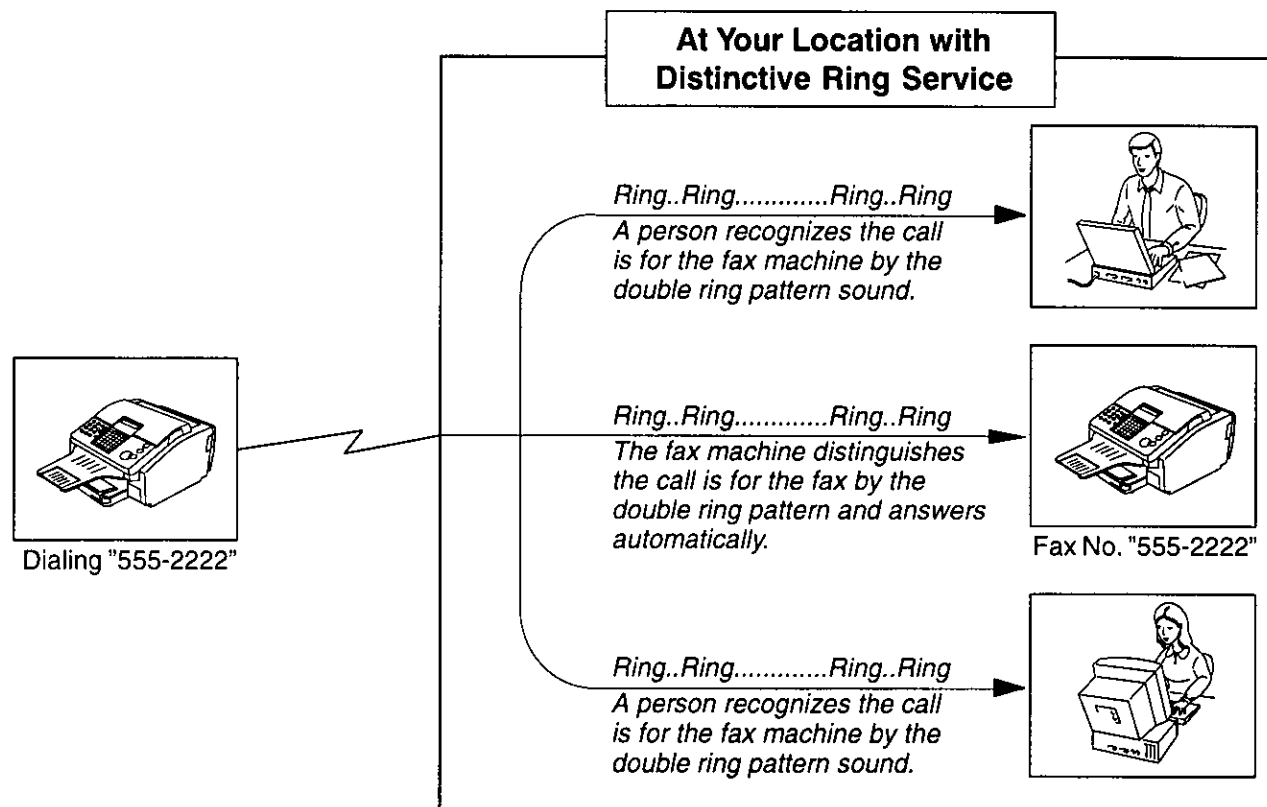 At Your Location with
Distinctive Ring Service
Ring..Ring.............Ring..Ring
A person recognizes the call
is for the fax machine by the
double ring pattern sound.
Ring..Ring.............Ring..Ring
The fax machine distinguishes
the call is for the fax by the
double ring pattern and answers
automatically.
Dialing "555-2222"
Fax No. "555-2222"
Ring..Ring.............Ring..Ring
A person recognizes the call
is for the fax machine by the
double ring pattern sound.